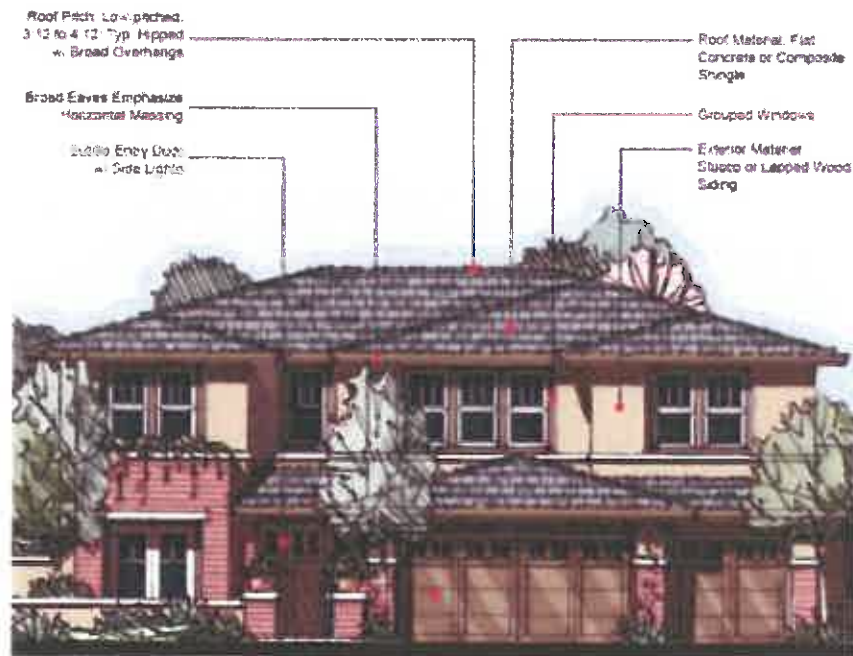 Roof Pitch: Low-pitched,
3:12 to 4:12; Typ. Hipped
w/ Broad Overhangs
Broad Eaves Emphasize
Horizontal Massing
Entry Door
w/ Side Lights
Roof Material: Flat
Concrete or Composite
Shingle
Grouped Windows
Exterior Material
Stucco or Lapped Wood
Siding